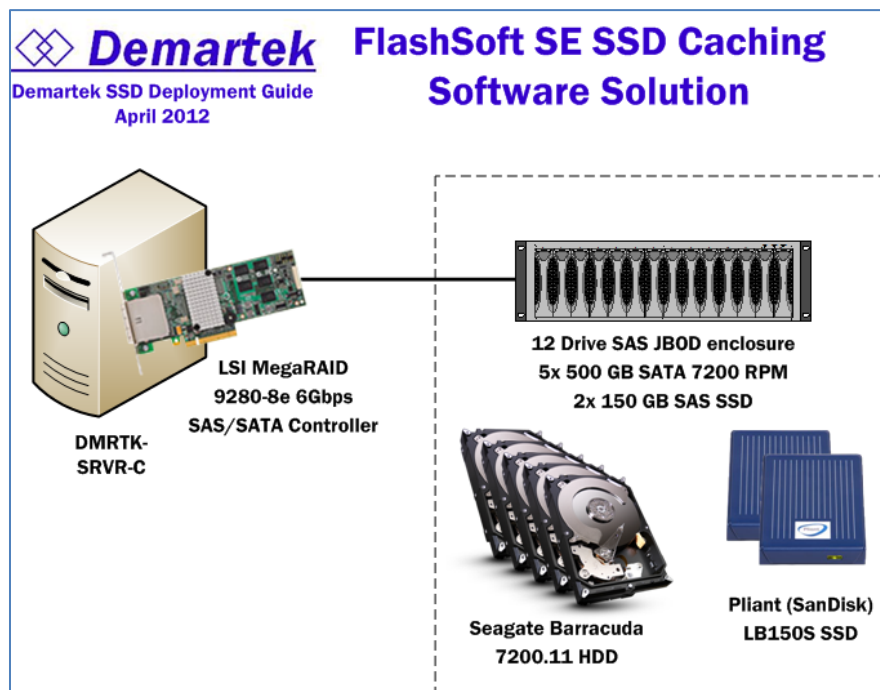 Demartek
Demartek SSD Deployment Guide
April 2012
FlashSoft SE SSD Caching
Software Solution
LSI MegaRAID
9280-8e 6Gbps
SAS/SATA Controller
DMRTK-
SRVR-C
12 Drive SAS JBOD enclosure
5x 500 GB SATA 7200 RPM
2x 150 GB SAS SSD
Seagate Barracuda
7200.11 HDD
Pliant (SanDisk)
LB150S SSD